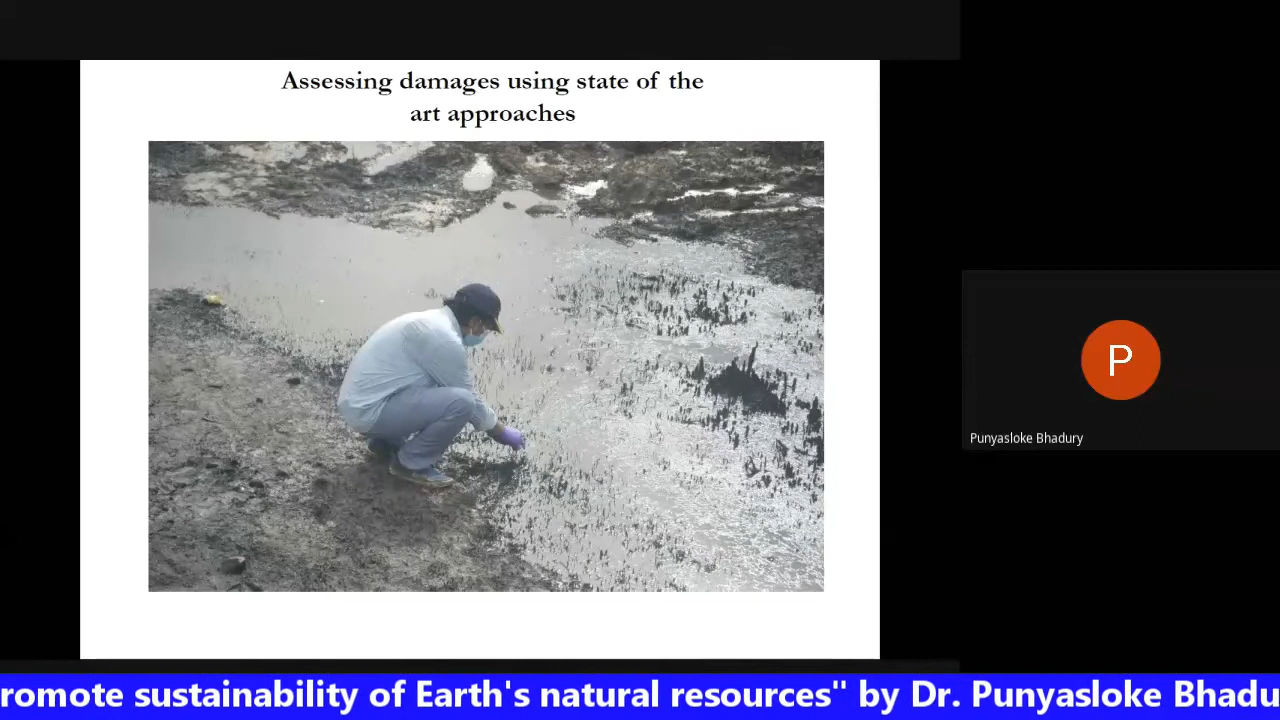 Assessing damages using state of the
art approaches
P
Punyasloke Bhadury
romote sustainability of Earth's natural resources" by Dr. Punyasloke Bhadu